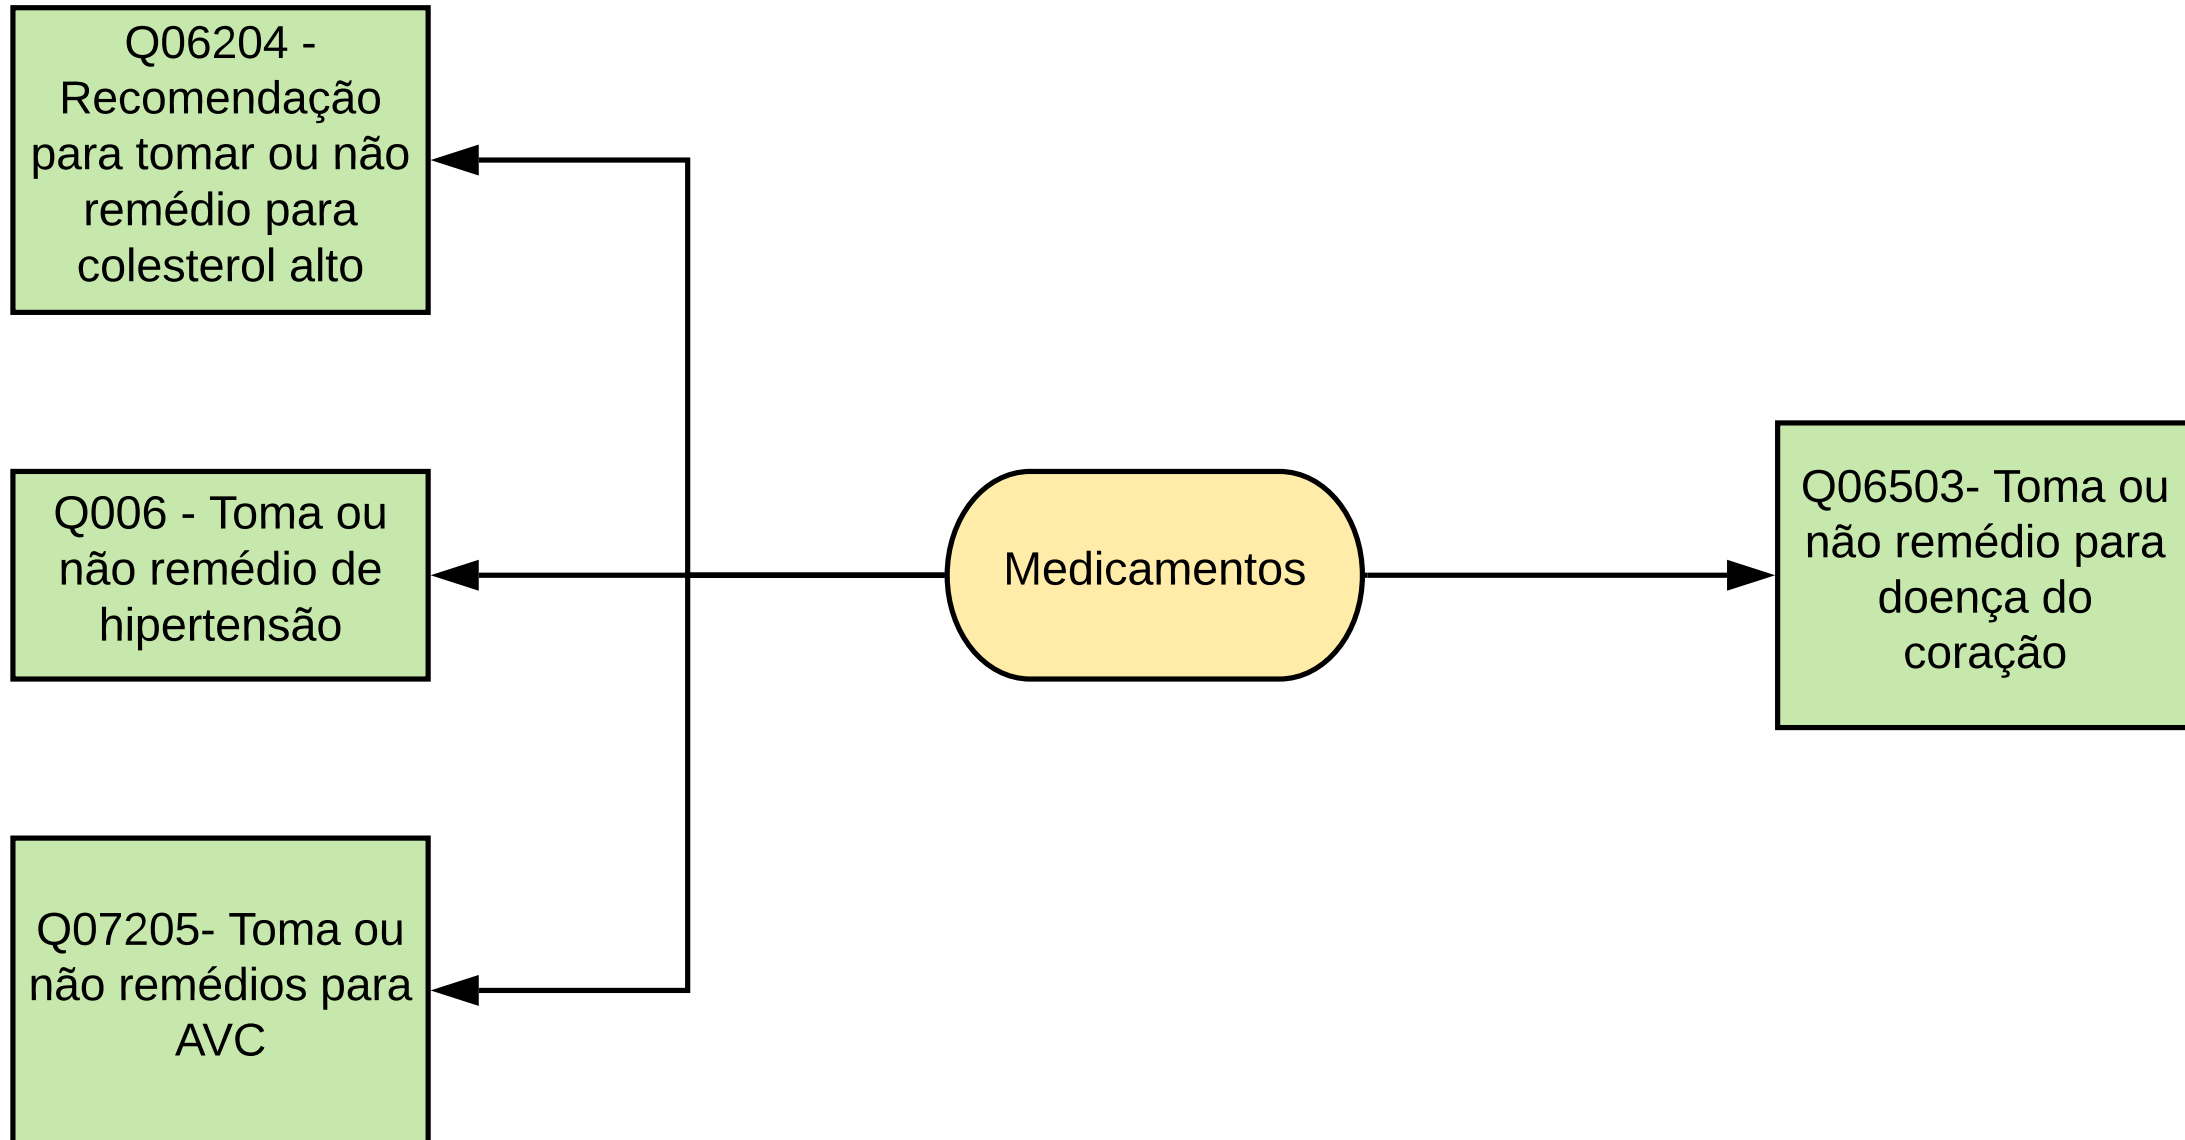 Q06204 -
Recomendação
para tomar ou não
remédio para
colesterol alto
Q006 - Toma ou
não remédio de
hipertensão
Q07205- Toma ou
não remédios para
AVC
Medicamentos
Q06503- Toma ou
não remédio para
doença do
coração